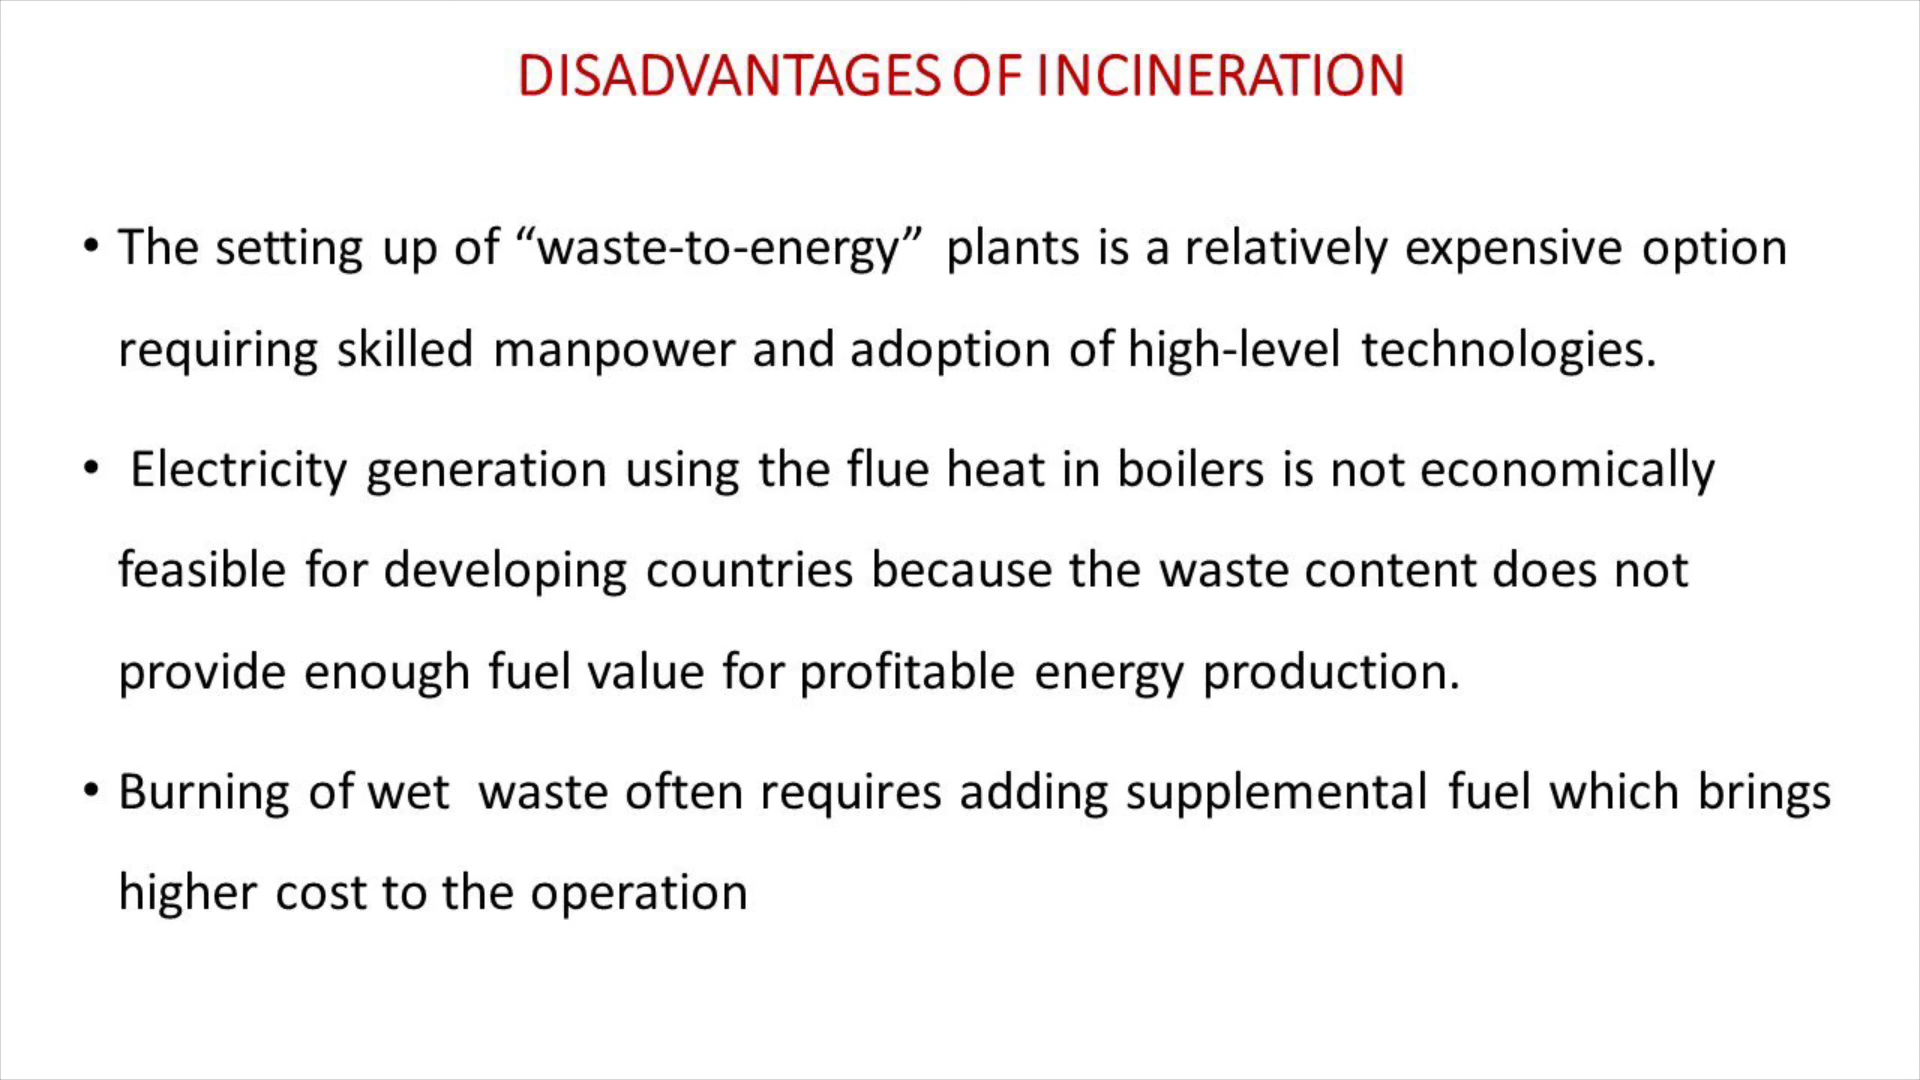 DISADVANTAGES OF INCINERATION
• The setting up of “waste-to-energy” plants is a relatively expensive option
requiring skilled manpower and adoption of high-level technologies.
• Electricity generation using the flue heat in boilers is not economically
feasible for developing countries because the waste content does not
provide enough fuel value for profitable energy production.
• Burning of wet waste often requires adding supplemental fuel which brings
higher cost to the operation